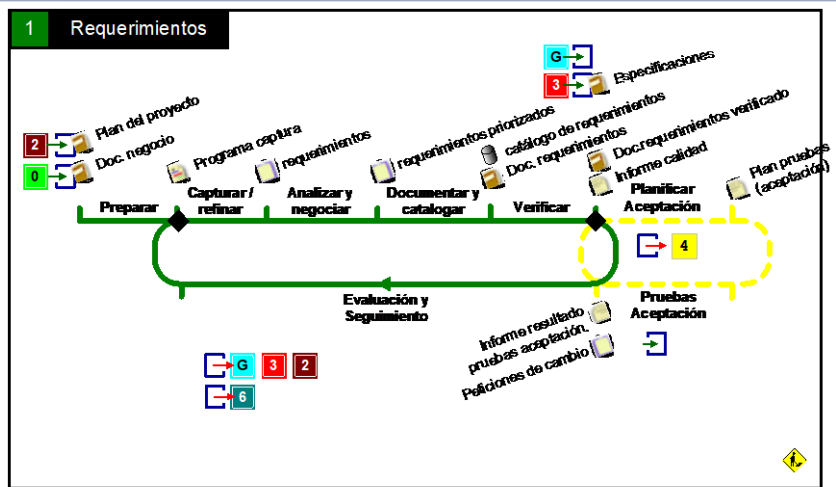 1 Requerimientos
G
3 Especificaciones
2 Plan del proyecto
0 Doc. negocio
Programa captura
requerimientos
requerimientos priorizados
catálogo de requerimientos
Doc. requerimientos
Doc.requerimientos verificado
Informe calidad
Plan pruebas
(aceptación)
Preparar
Capturar /
refinar
Analizar y
negociar
Documentar y
catalogar
Verificar
Planificar
Aceptación
4
Evaluación y
Seguimiento
Pruebas
Aceptación
Informe resultado
pruebas aceptación.
Peticiones de cambio
G 3 2
6